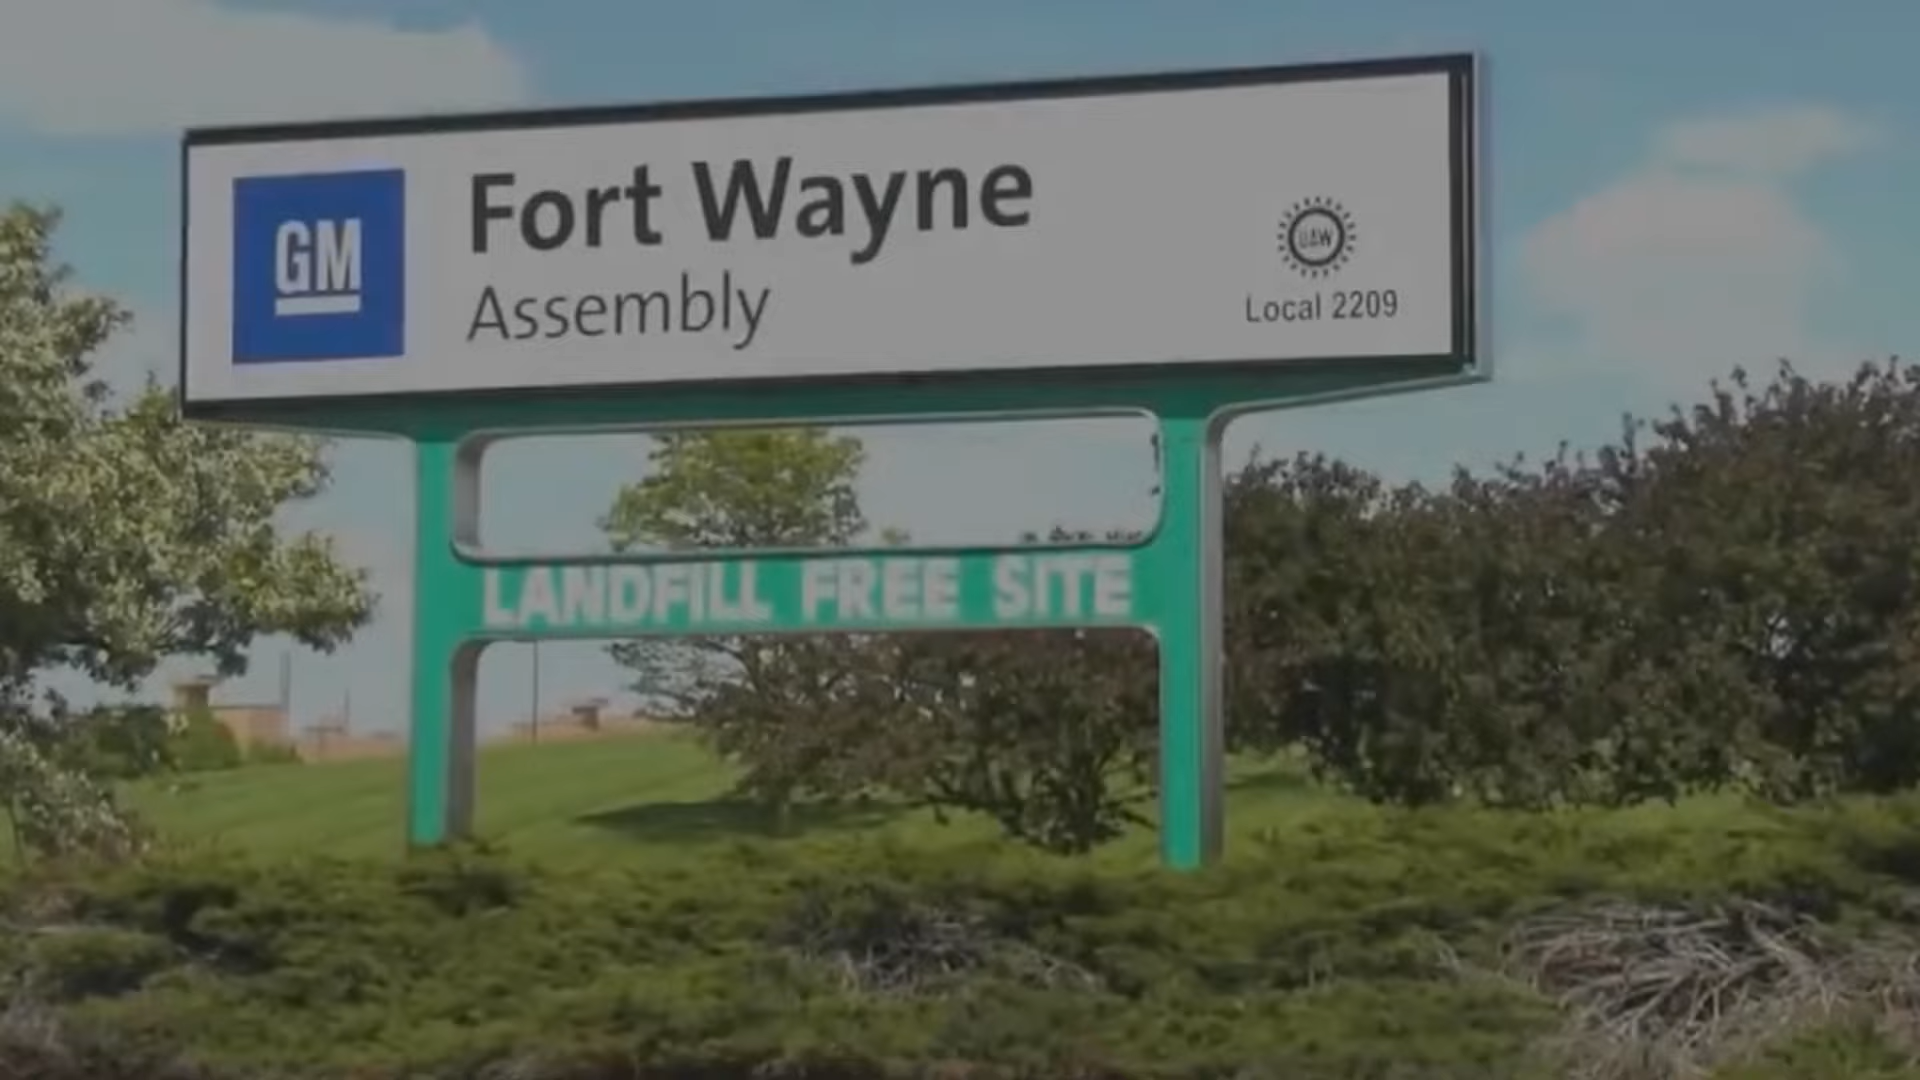 GM
Fort Wayne
Assembly
UAW
Local 2209
LANDFILL FREE SITE